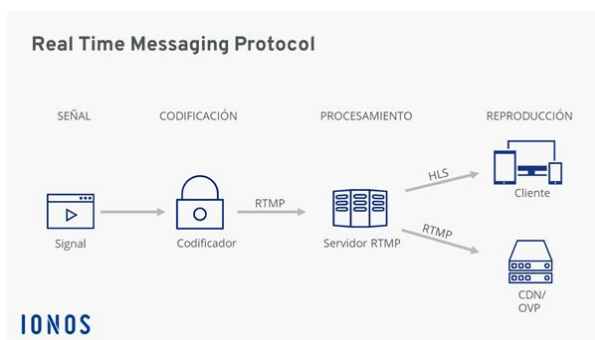 Real Time Messaging Protocol
SEÑAL
CODIFICACIÓN
PROCESAMIENTO
REPRODUCCIÓN
Signal
Codificador
RTMP
Servidor RTMP
HLS
Cliente
RTMP
CDN/
OVP
IONOS